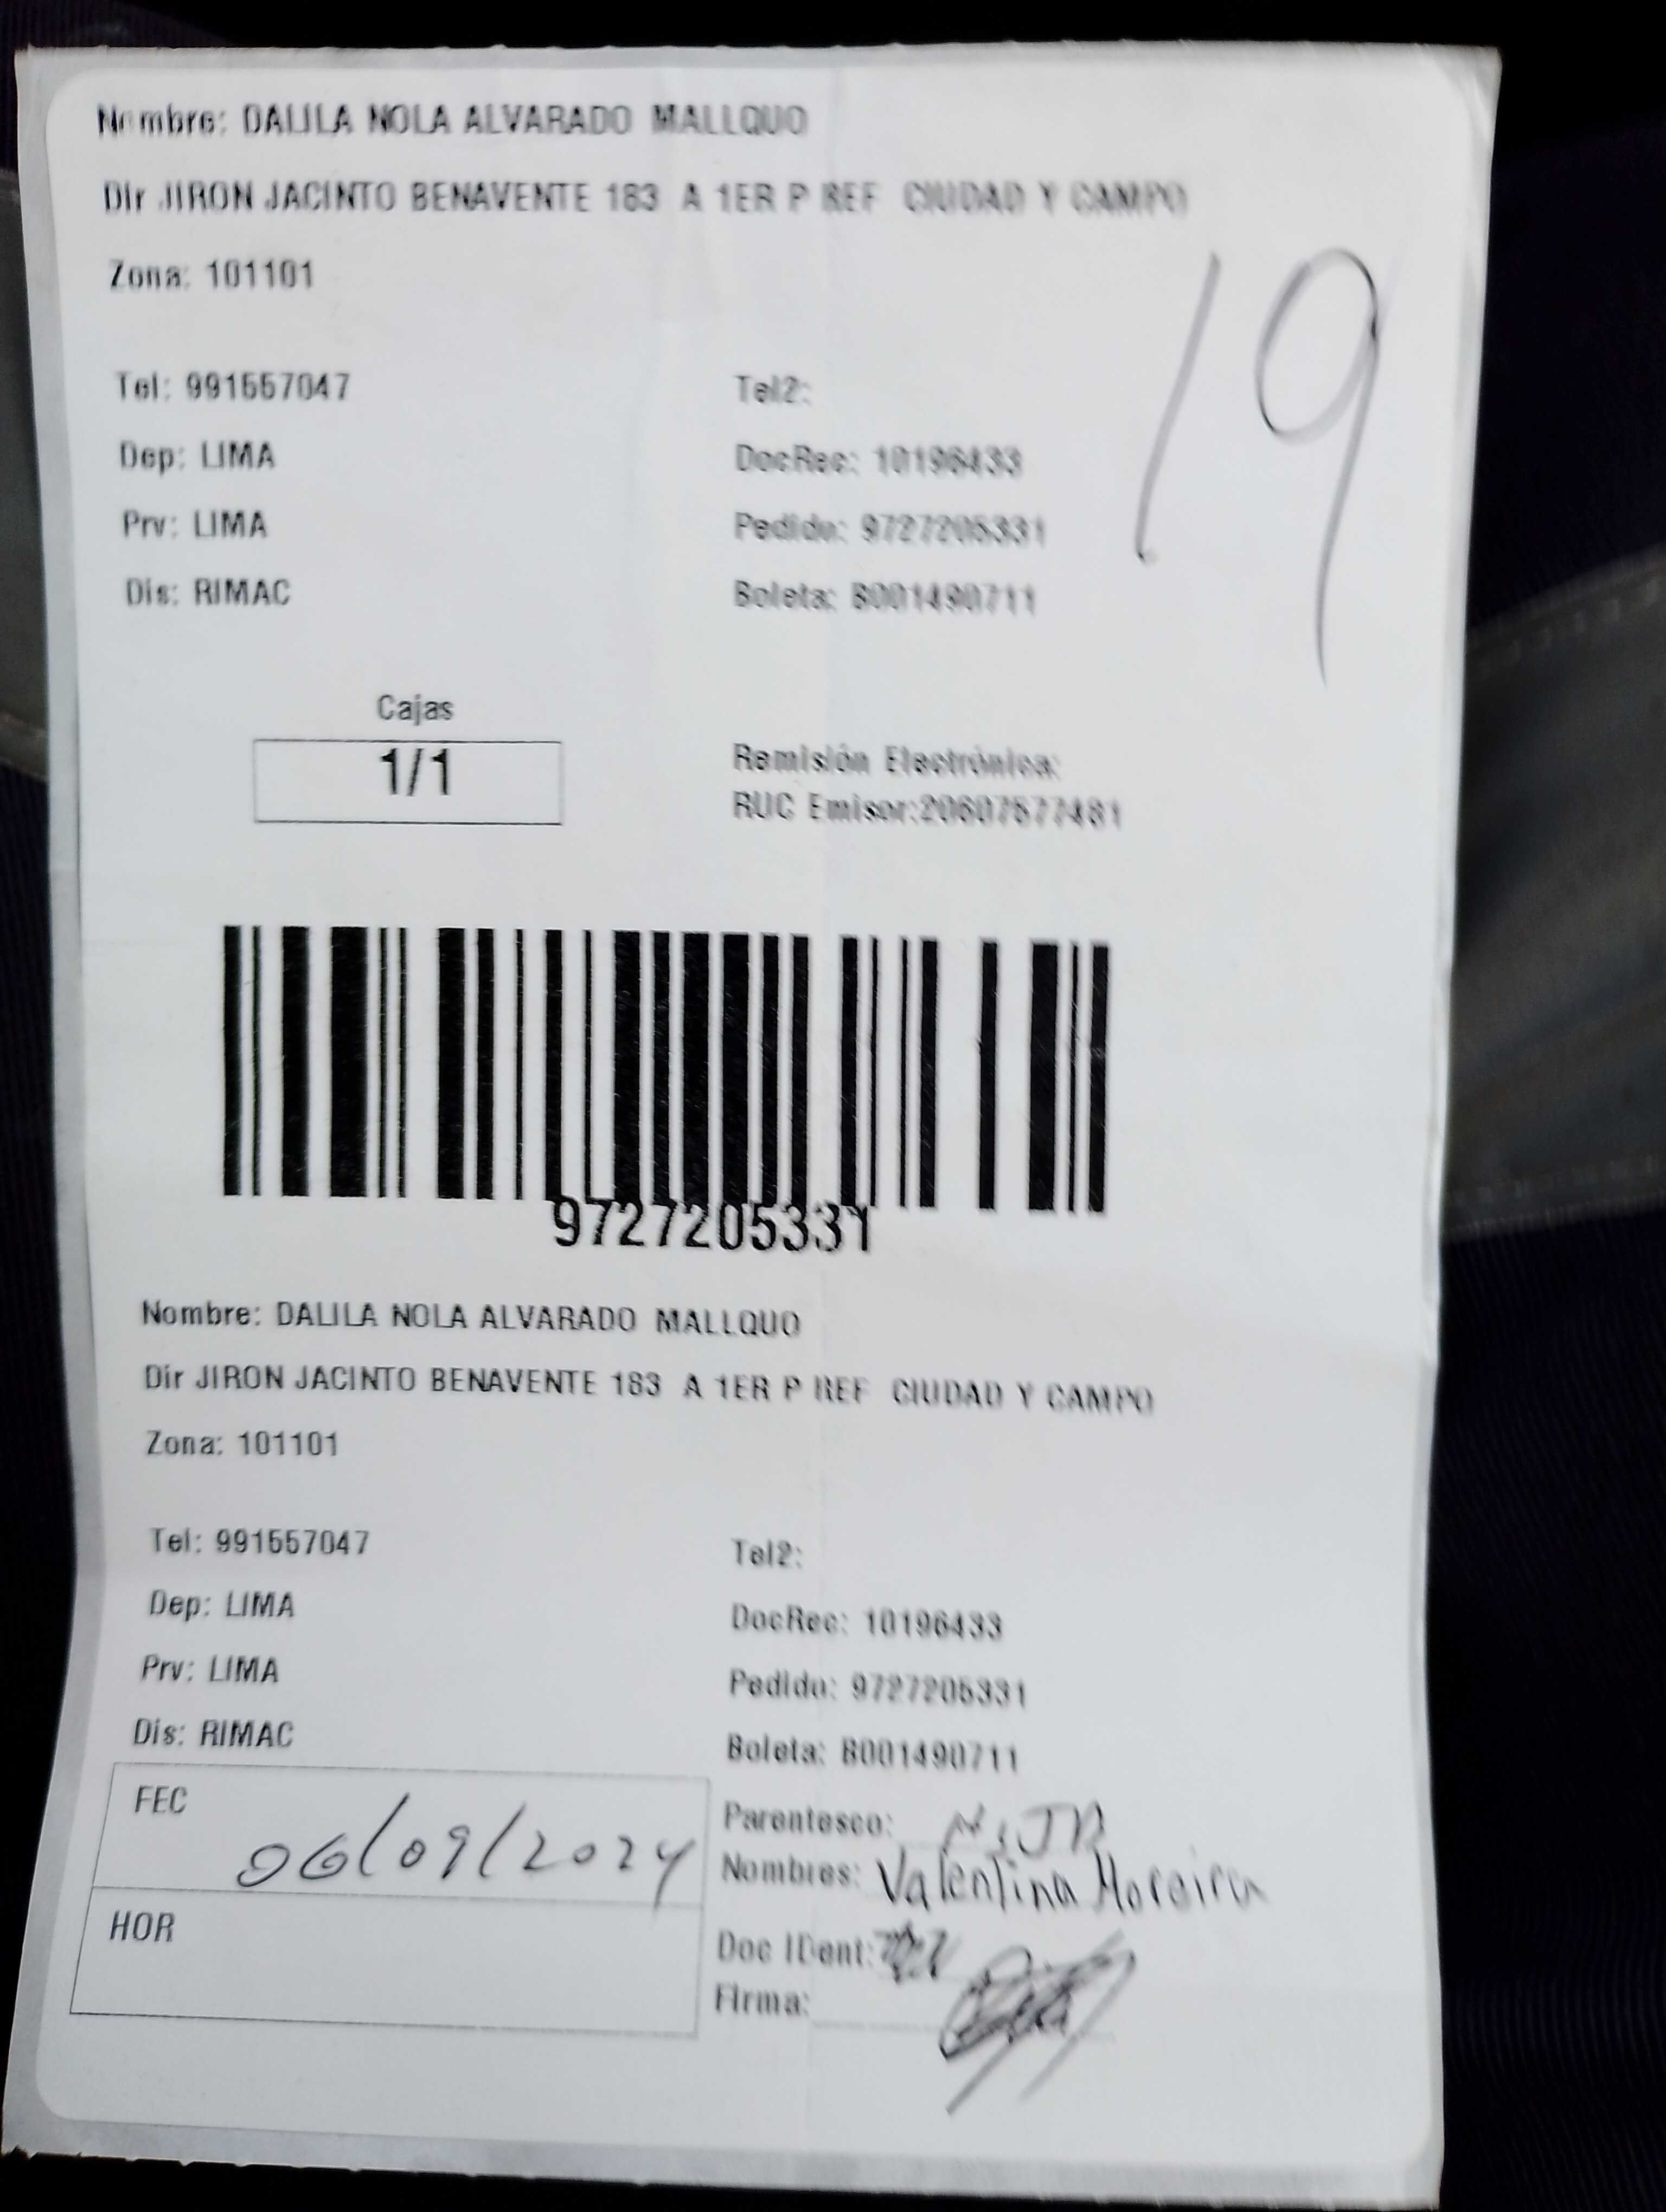 Nombre: DALILA NOLA ALVARADO MALLQUO
Dir JIRON JACINTO BENAVENTE 183 A 1ER P REF CIUDAD Y CAMPO
Zona: 101101
19
Tel: 991557047 Tel2:
Dep: LIMA DocRec: 10196433
Prv: LIMA Pedido: 9727205331
Dis: RIMAC Boleta: B001490711
Cajas
1/1
Remisión Electrónica:
RUC Emisor:20607577481
9727205331
Nombre: DALILA NOLA ALVARADO MALLQUO
Dir JIRON JACINTO BENAVENTE 183 A 1ER P REF CIUDAD Y CAMPO
Zona: 101101
Tel: 991557047 Tel2:
Dep: LIMA DocRec: 10196433
Prv: LIMA Pedido: 9727205331
Dis: RIMAC Boleta: B001490711
FEC 06/09/2024
Parentesco:
Nombres: Valentina Moreira
HOR
Doc IDent:
Firma: